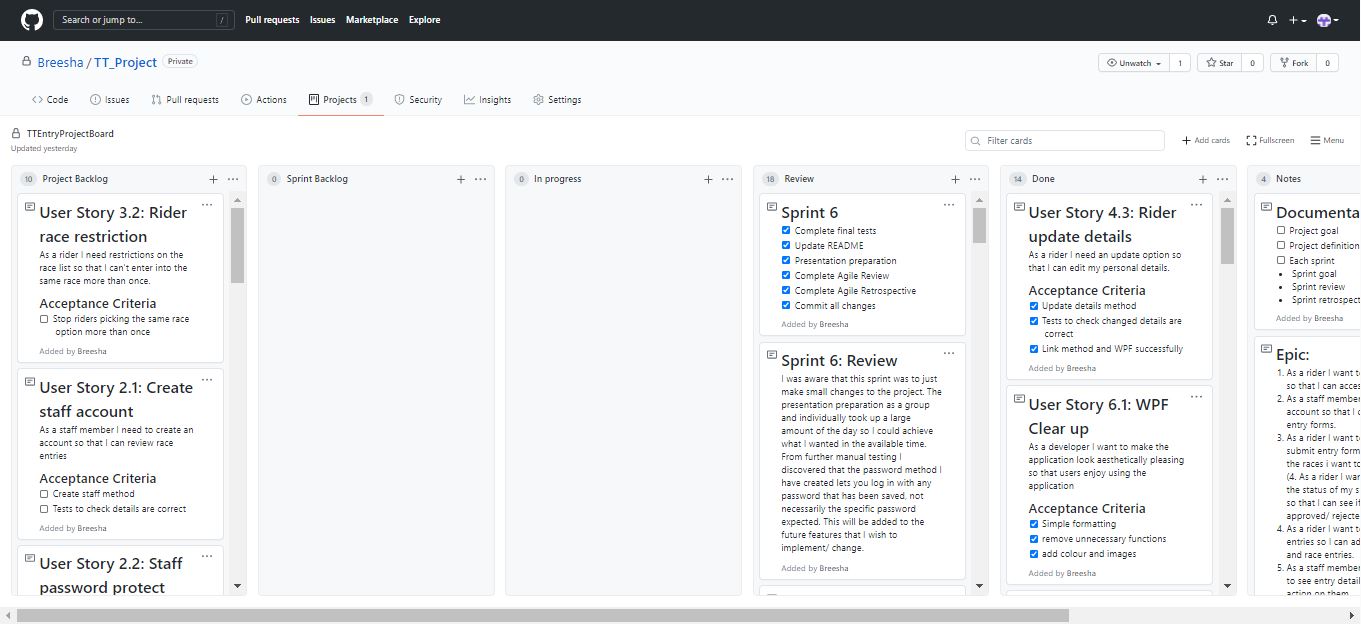 Search or jump to... /
Pull requests Issues Marketplace Explore
Breesha / TT_Project Private
Unwatch 1 Star 0 Fork 0
Code Issues Pull requests Actions Projects 1 Security Insights Settings
TTEntryProjectBoard
Updated yesterday
Filter cards
Add cards Fullscreen Menu
10 Project Backlog
User Story 3.2: Rider
race restriction
As a rider I need restrictions on the
race list so that I can't enter into the
same race more than once.
Acceptance Criteria
Stop riders picking the same race
option more than once
Added by Breesha
User Story 2.1: Create
staff account
As a staff member I need to create an
account so that I can review race
entries
Acceptance Criteria
Create staff method
Tests to check details are correct
Added by Breesha
User Story 2.2: Staff
password protect
0 Sprint Backlog
0 In progress
18 Review
Sprint 6
Complete final tests
Update README
Presentation preparation
Complete Agile Review
Complete Agile Retrospective
Commit all changes
Added by Breesha
Sprint 6: Review
I was aware that this sprint was to just
make small changes to the project. The
presentation preparation as a group
and individually took up a large
amount of the day so I could achieve
what I wanted in the available time.
From further manual testing I
discovered that the password method I
have created lets you log in with any
password that has been saved, not
necessarily the specific password
expected. This will be added to the
future features that I wish to
implement/ change.
Added by Breesha
14 Done
User Story 4.3: Rider
update details
As a rider I need an update option so
that I can edit my personal details.
Acceptance Criteria
Update details method
Tests to check changed details are
correct
Link method and WPF successfully
Added by Breesha
User Story 6.1: WPF
Clear up
As a developer I want to make the
application look aesthetically pleasing
so that users enjoy using the
application
Acceptance Criteria
Simple formatting
remove unnecessary functions
add colour and images
Added by Breesha
4 Notes
Documenta
Project goal
Project definition
Each sprint
Sprint goal
Sprint review
Sprint retrospect
Added by Breesha
Epic:
1. As a rider I want t
so that I can acces
2. As a staff member
account so that I c
entry forms.
3. As a rider I want t
submit entry form
the races i want to
(4. As a rider I war
the status of my s
so that I can see if
approved/ rejecte
4. As a rider I want t
entries so I can ad
and race entries.
5. As a staff member
to see entry detail
action on them